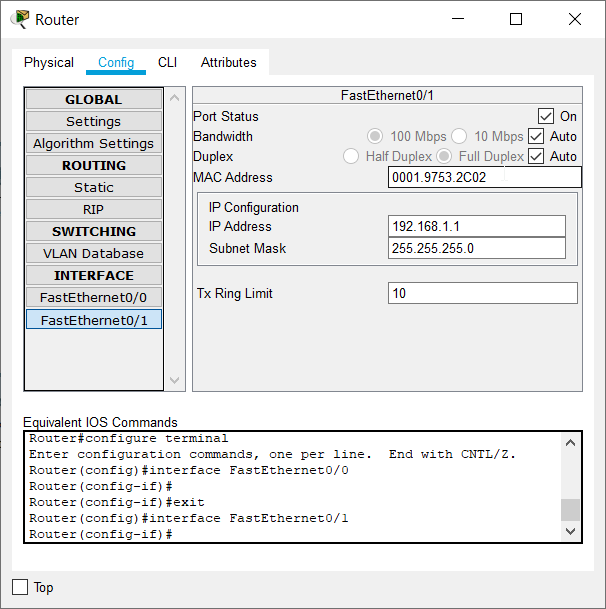 Router
Physical Config CLI Attributes
GLOBAL
Settings
Algorithm Settings
ROUTING
Static
RIP
SWITCHING
VLAN Database
INTERFACE
FastEthernet0/0
FastEthernet0/1
FastEthernet0/1
Port Status On
Bandwidth 100 Mbps 10 Mbps Auto
Duplex Half Duplex Full Duplex Auto
MAC Address 0001.9753.2C02
IP Configuration
IP Address 192.168.1.1
Subnet Mask 255.255.255.0
Tx Ring Limit 10
Equivalent IOS Commands
Router#configure terminal
Enter configuration commands, one per line. End with CNTL/Z.
Router(config)#interface FastEthernet0/0
Router(config-if)#
Router(config-if)#exit
Router(config)#interface FastEthernet0/1
Router(config-if)#
Top